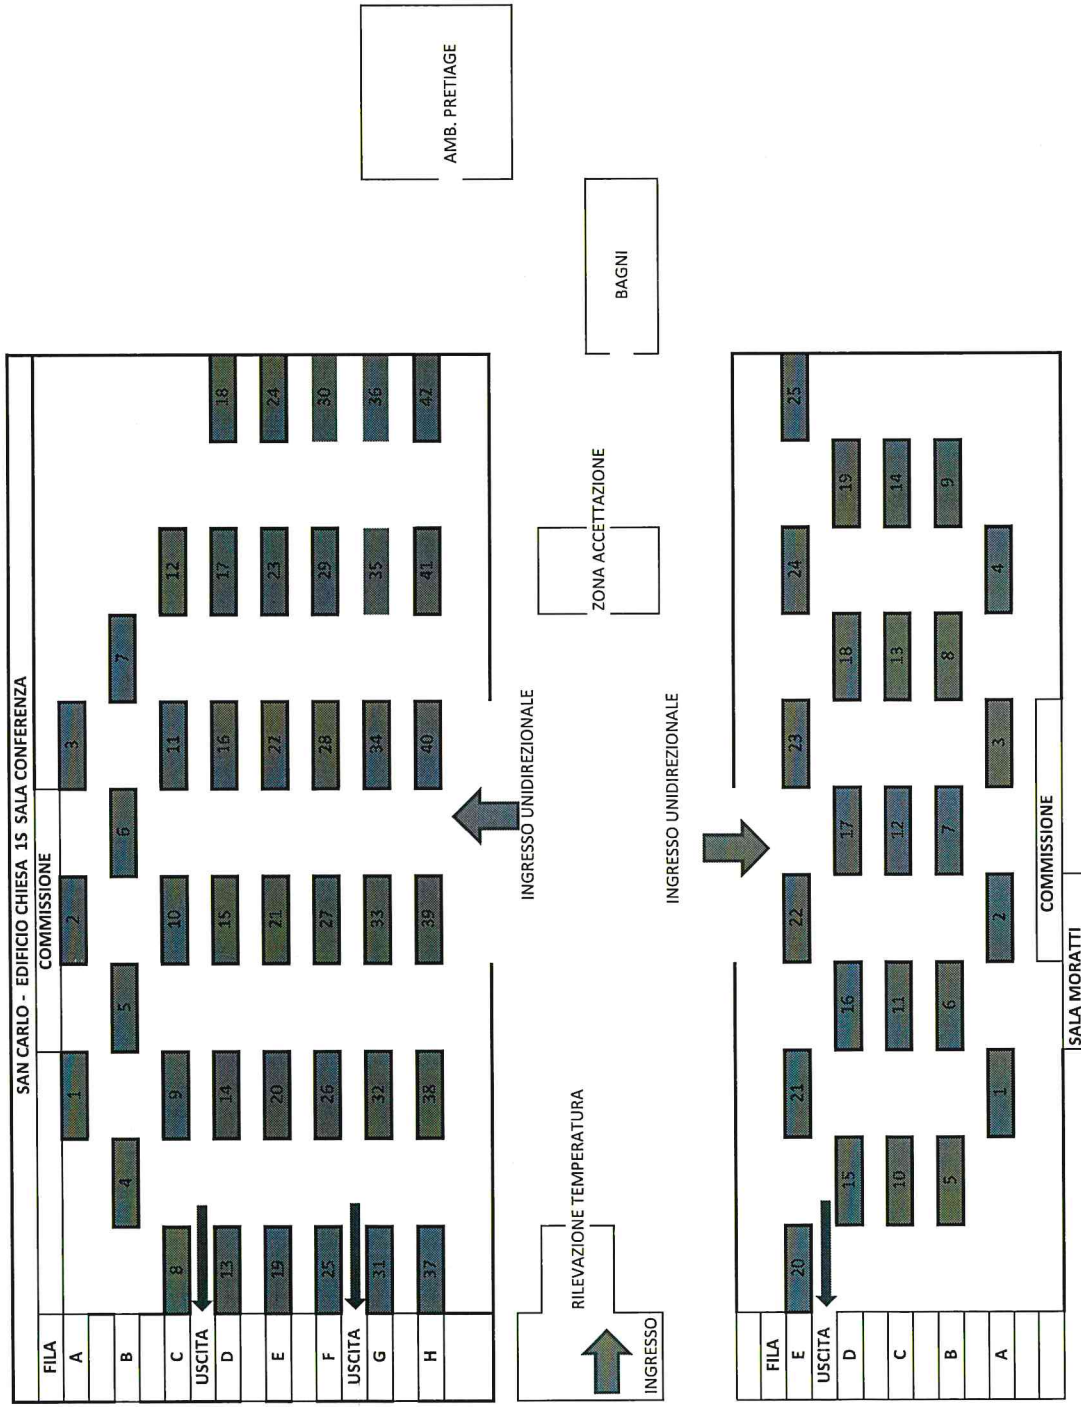 SAN CARLO - EDIFICIO CHIESA 1S SALA CONFERENZA
FILA COMMISSIONE
A 1 2 3
B 4 5 6 7
C 8 9 10 11 12
USCITA
D 13 14 15 16 17 18
E 19 20 21 22 23 24
F 25 26 27 28 29 30
USCITA
G 31 32 33 34 35 36
H 37 38 39 40 41 42
AMB. PRETIAGE
INGRESSO UNIDIREZIONALE
RILEVAZIONE TEMPERATURA
ZONA ACCETTAZIONE
BAGNI
INGRESSO
INGRESSO UNIDIREZIONALE
FILA
E 20 21 22 23 24 25
USCITA
D 15 16 17 18 19
C 10 11 12 13 14
B 5 6 7 8 9
A 1 2 3 4
COMMISSIONE
SALA MORATTI